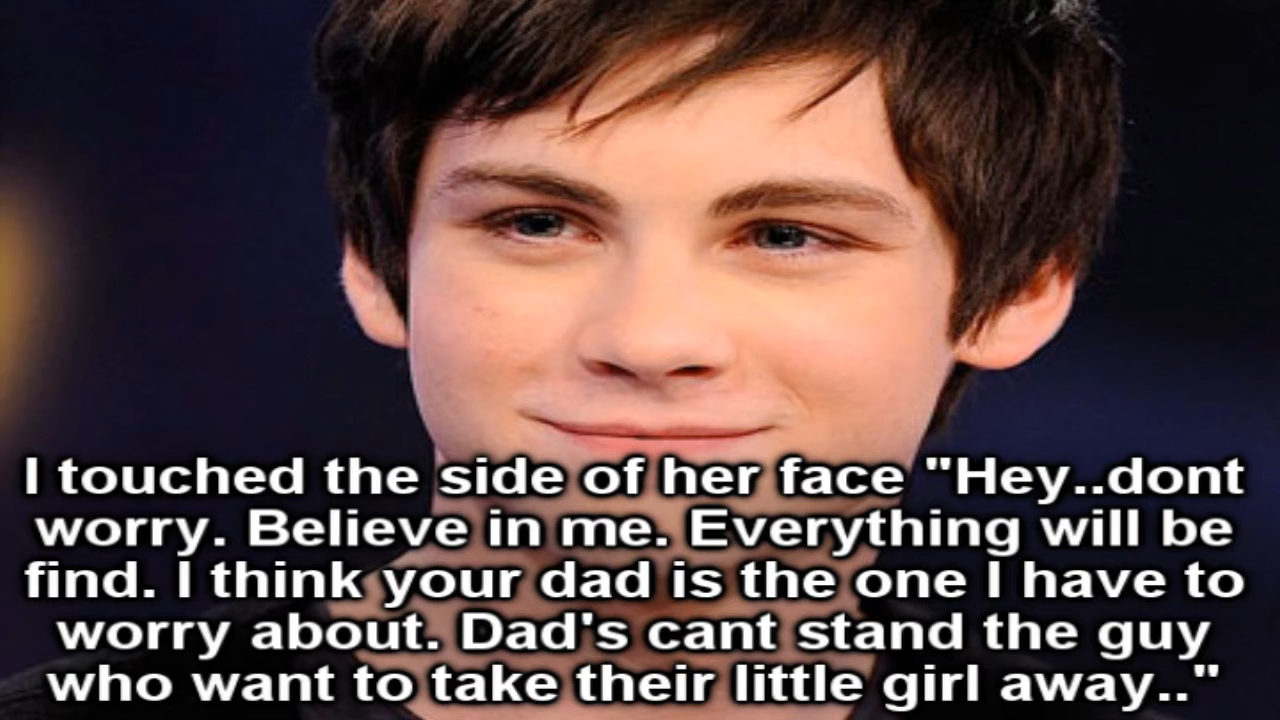 I touched the side of her face "Hey..dont
worry. Believe in me. Everything will be
find. I think your dad is the one I have to
worry about. Dad's cant stand the guy
who want to take their little girl away.."